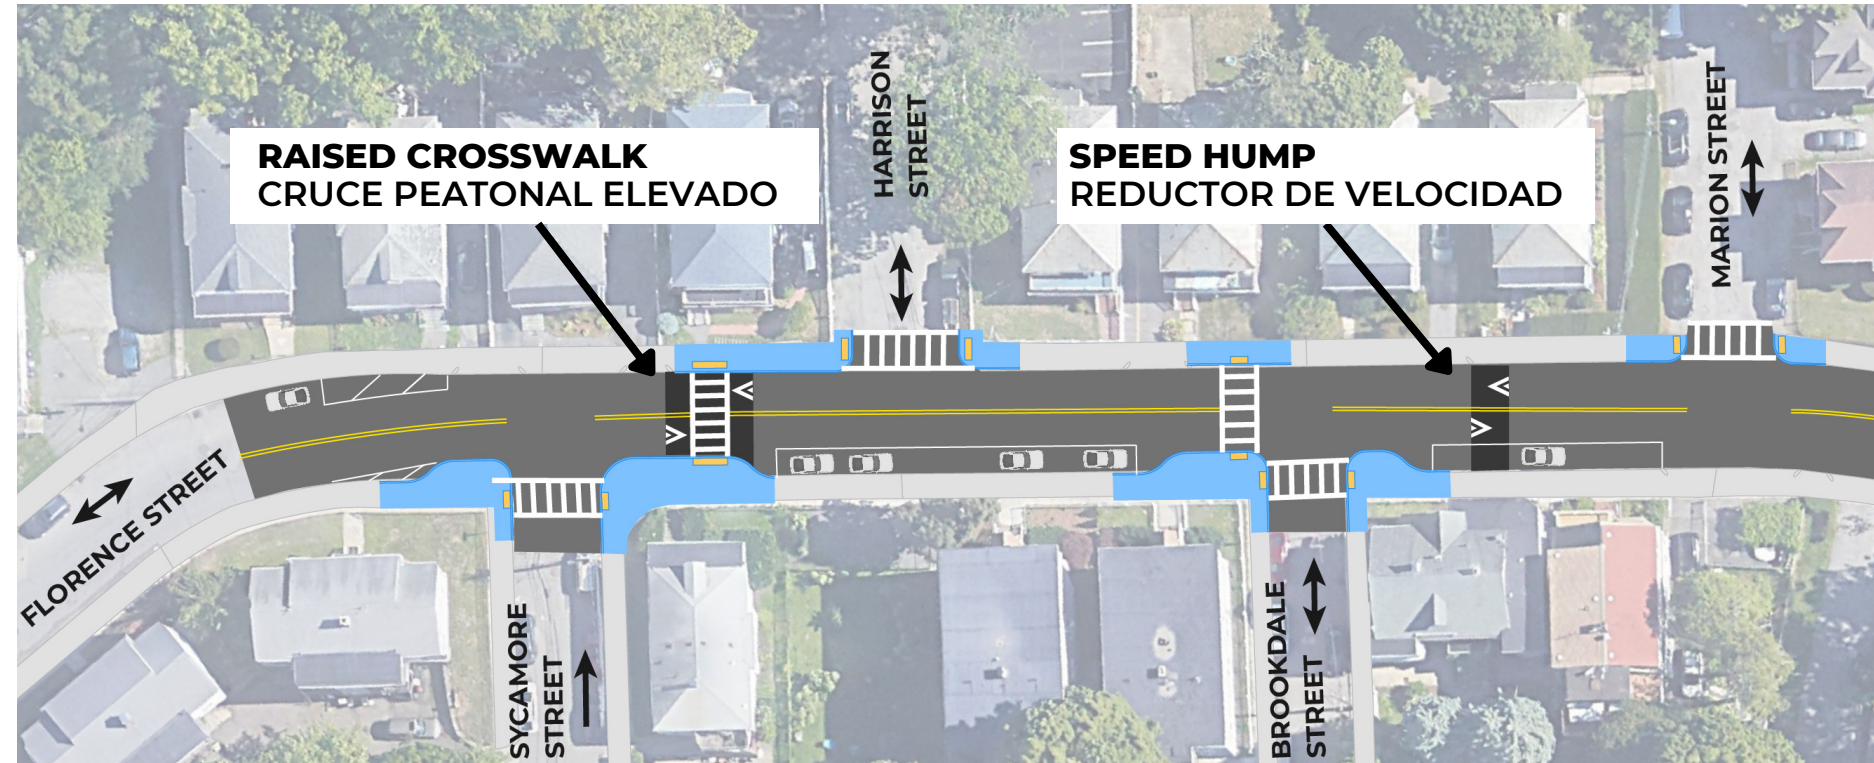 RAISED CROSSWALK
CRUCE PEATONAL ELEVADO
HARRISON
STREET
SPEED HUMP
REDUCTOR DE VELOCIDAD
MARION STREET
FLORENCE STREET
SYCAMORE
STREET
BROOKDALE
STREET